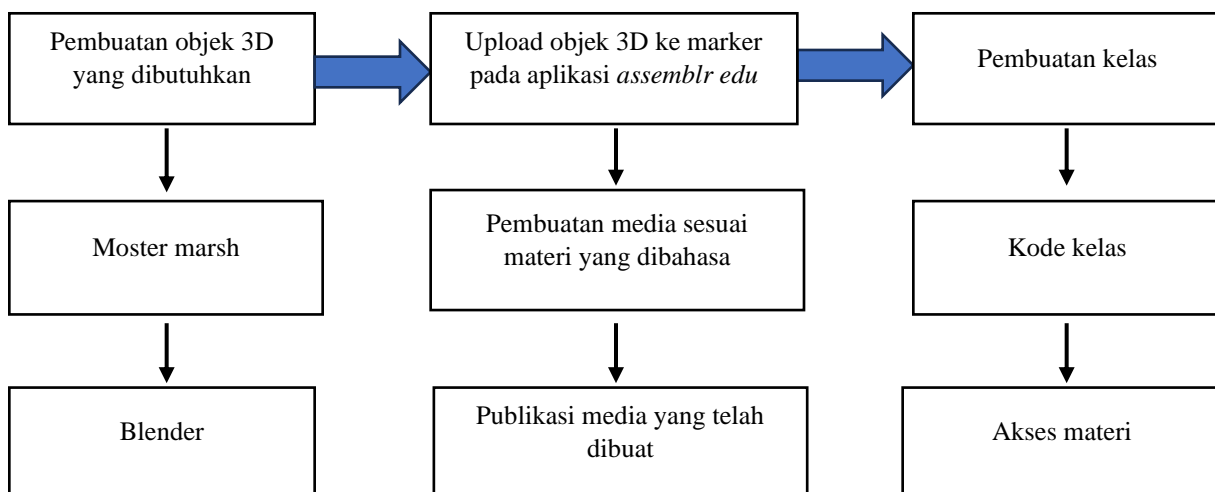 Pembuatan objek 3D
yang dibutuhkan
Upload objek 3D ke marker
pada aplikasi assemblr edu
Pembuatan kelas
Moster marsh
Pembuatan media sesuai
materi yang dibahasa
Kode kelas
Blender
Publikasi media yang telah
dibuat
Akses materi